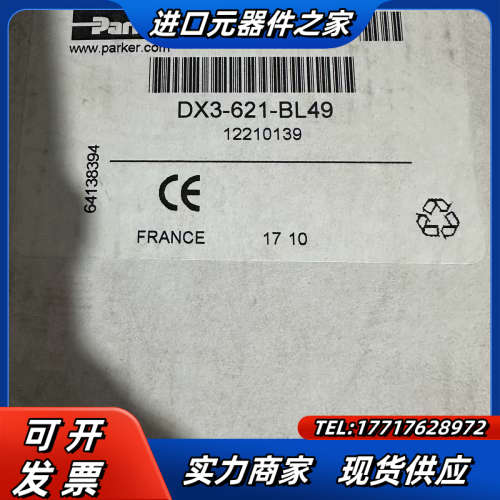 进口元器件之家
Parker
www.parker.com
DX3-621-BL49
12210139
64138394
CE
FRANCE 17 10
TEL:17717628972
可开
发票
实力商家 现货供应